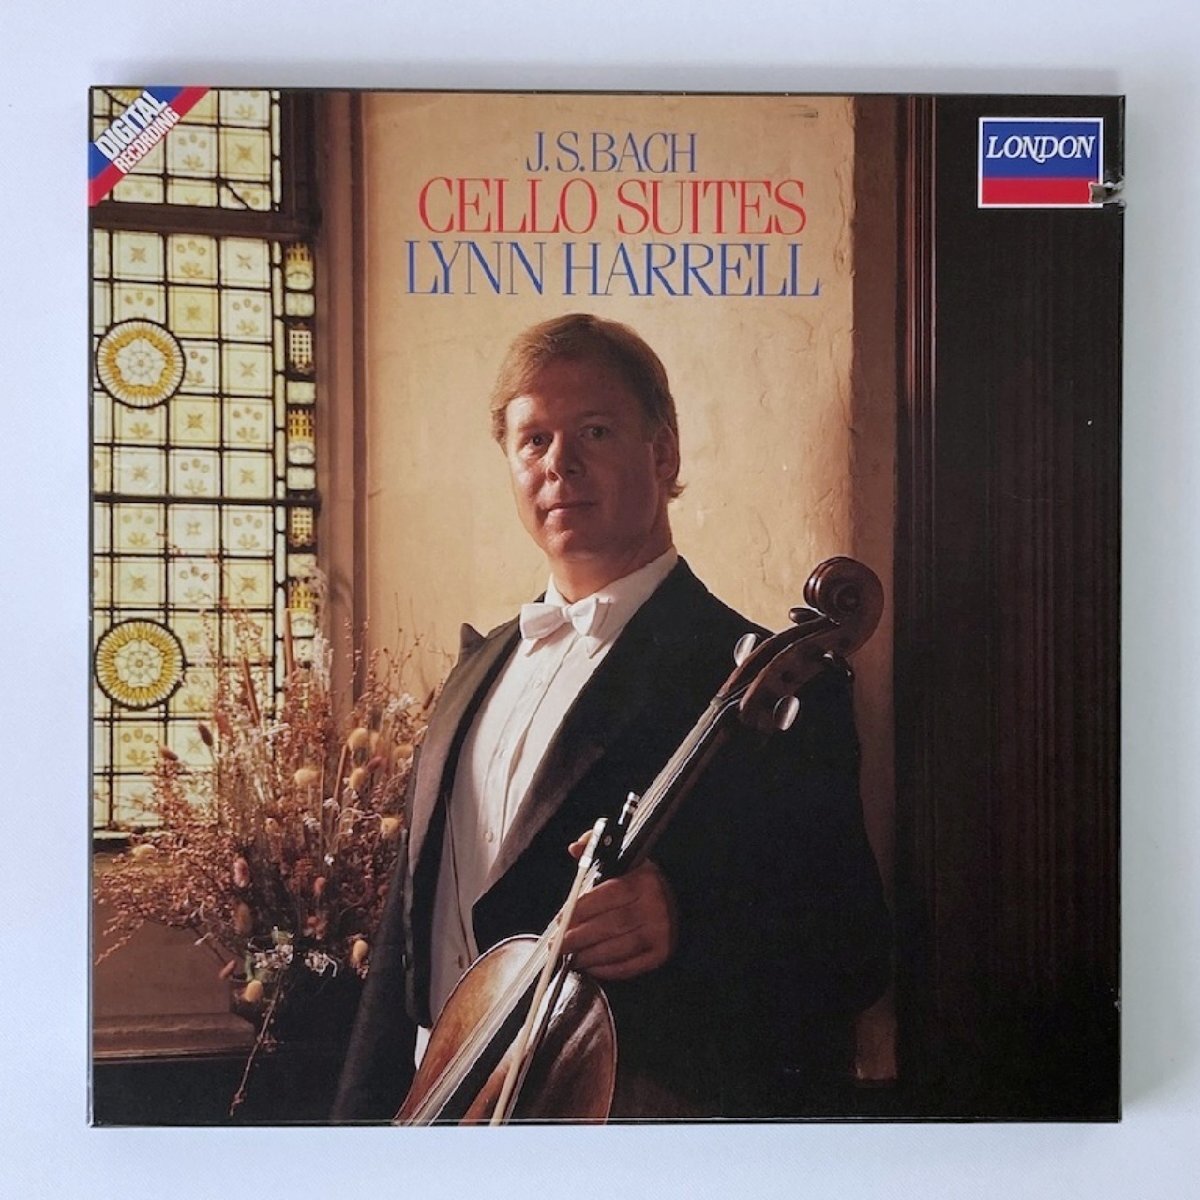 DIGITAL
RECORDING
J.S.BACH
CELLO SUITES
LYNN HARRELL
LONDON